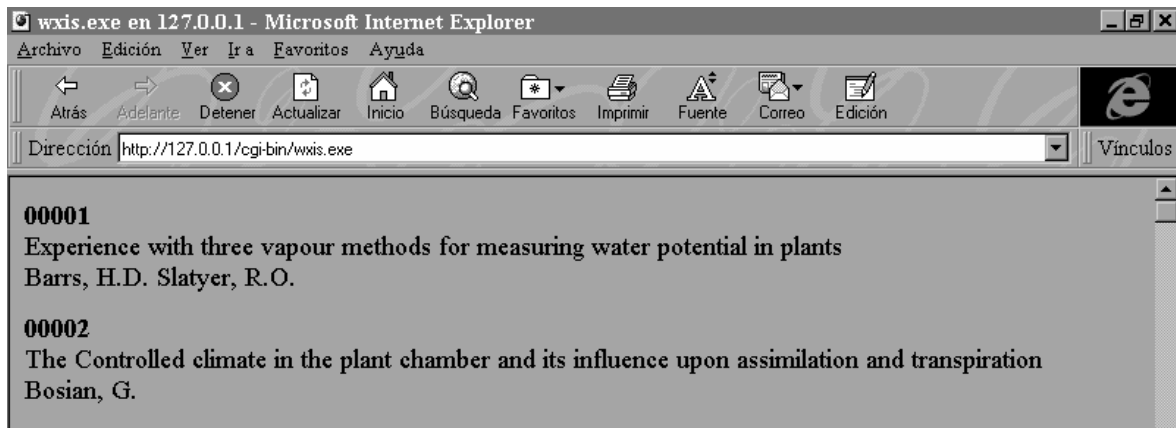 wxis.exe en 127.0.0.1 - Microsoft Internet Explorer
Archivo Edición Ver Ir a Favoritos Ayuda
Atrás Adelante Detener Actualizar Inicio Búsqueda Favoritos Imprimir Fuente Correo Edición
Dirección http://127.0.0.1/cgi-bin/wxis.exe Vínculos
00001
Experience with three vapour methods for measuring water potential in plants
Barrs, H.D. Slatyer, R.O.
00002
The Controlled climate in the plant chamber and its influence upon assimilation and transpiration
Bosian, G.